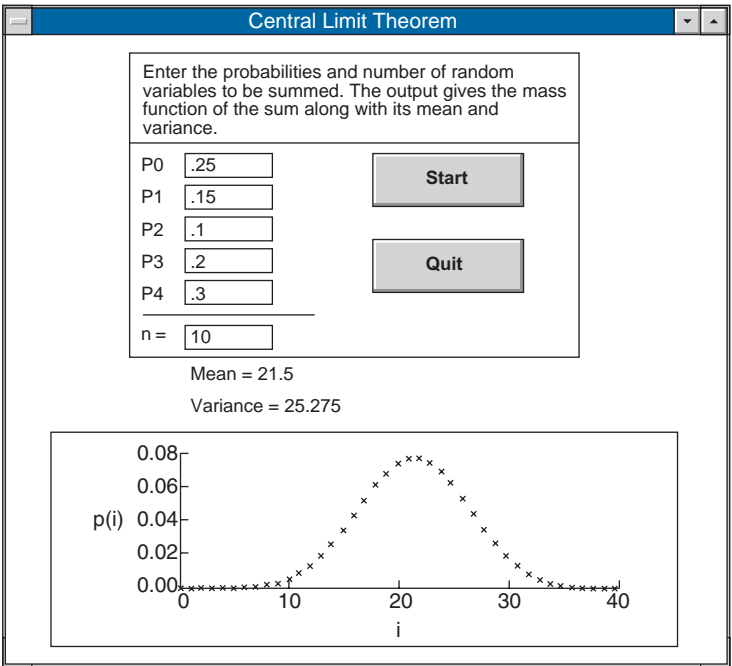 Central Limit Theorem
Enter the probabilities and number of random
variables to be summed. The output gives the mass
function of the sum along with its mean and
variance.
P0 .25
P1 .15
P2 .1
P3 .2
P4 .3
Start
Quit
n = 10
Mean = 21.5
Variance = 25.275
0.08
0.06
p(i) 0.04
0.02
0.00
0 10 20 30 40
i